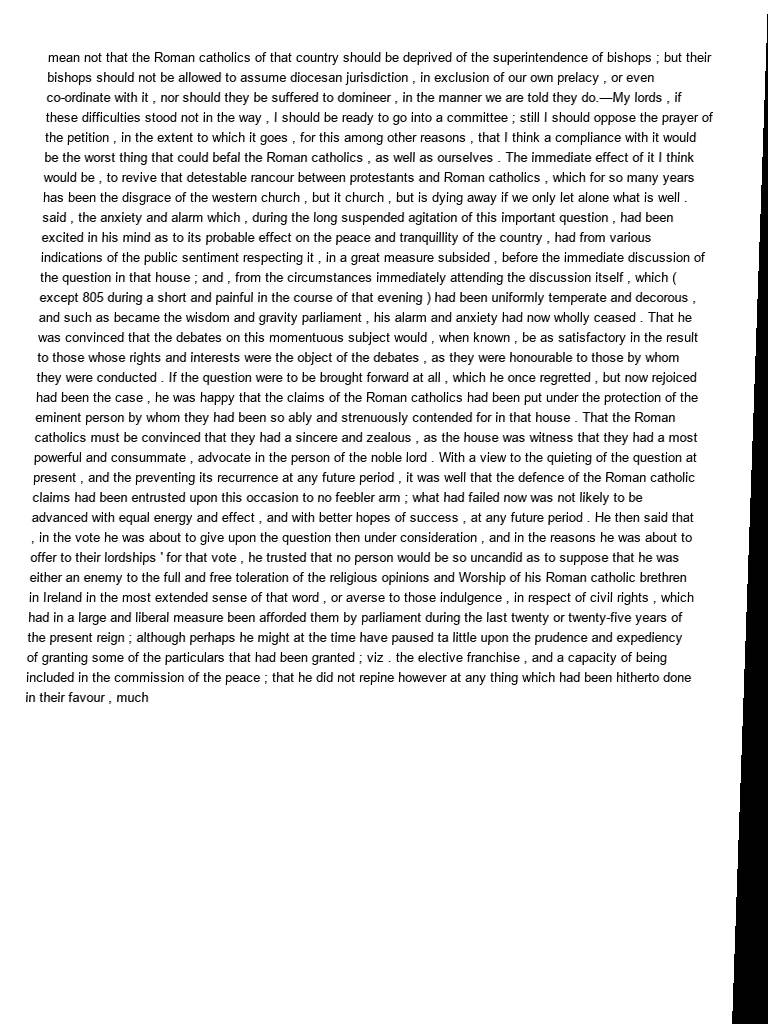 mean not that the Roman catholics of that country should be deprived of the superintendence of bishops ; but their
bishops should not be allowed to assume diocesan jurisdiction , in exclusion of our own prelacy , or even
co-ordinate with it , nor should they be suffered to domineer , in the manner we are told they do.—My lords , if
these difficulties stood not in the way , I should be ready to go into a committee ; still I should oppose the prayer of
the petition , in the extent to which it goes , for this among other reasons , that I think a compliance with it would
be the worst thing that could befal the Roman catholics , as well as ourselves . The immediate effect of it I think
would be , to revive that detestable rancour between protestants and Roman catholics , which for so many years
has been the disgrace of the western church , but it church , but is dying away if we only let alone what is well .
said , the anxiety and alarm which , during the long suspended agitation of this important question , had been
excited in his mind as to its probable effect on the peace and tranquillity of the country , had from various
indications of the public sentiment respecting it , in a great measure subsided , before the immediate discussion of
the question in that house ; and , from the circumstances immediately attending the discussion itself , which (
except 805 during a short and painful in the course of that evening ) had been uniformly temperate and decorous ,
and such as became the wisdom and gravity parliament , his alarm and anxiety had now wholly ceased . That he
was convinced that the debates on this momentous subject would , when known , be as satisfactory in the result
to those whose rights and interests were the object of the debates , as they were honourable to those by whom
they were conducted . If the question were to be brought forward at all , which he once regretted , but now rejoiced
had been the case , he was happy that the claims of the Roman catholics had been put under the protection of the
eminent person by whom they had been so ably and strenuously contended for in that house . That the Roman
catholics must be convinced that they had a sincere and zealous , as the house was witness that they had a most
powerful and consummate , advocate in the person of the noble lord . With a view to the quieting of the question at
present , and the preventing its recurrence at any future period , it was well that the defence of the Roman catholic
claims had been entrusted upon this occasion to no feebler arm ; what had failed now was not likely to be
advanced with equal energy and effect , and with better hopes of success , at any future period . He then said that
, in the vote he was about to give upon the question then under consideration , and in the reasons he was about to
offer to their lordships ' for that vote , he trusted that no person would be so uncandid as to suppose that he was
either an enemy to the full and free toleration of the religious opinions and Worship of his Roman catholic brethren
in Ireland in the most extended sense of that word , or averse to those indulgence , in respect of civil rights , which
had in a large and liberal measure been afforded them by parliament during the last twenty or twenty-five years of
the present reign ; although perhaps he might at the time have paused ta little upon the prudence and expediency
of granting some of the particulars that had been granted ; viz . the elective franchise , and a capacity of being
included in the commission of the peace ; that he did not repine however at any thing which had been hitherto done
in their favour , much